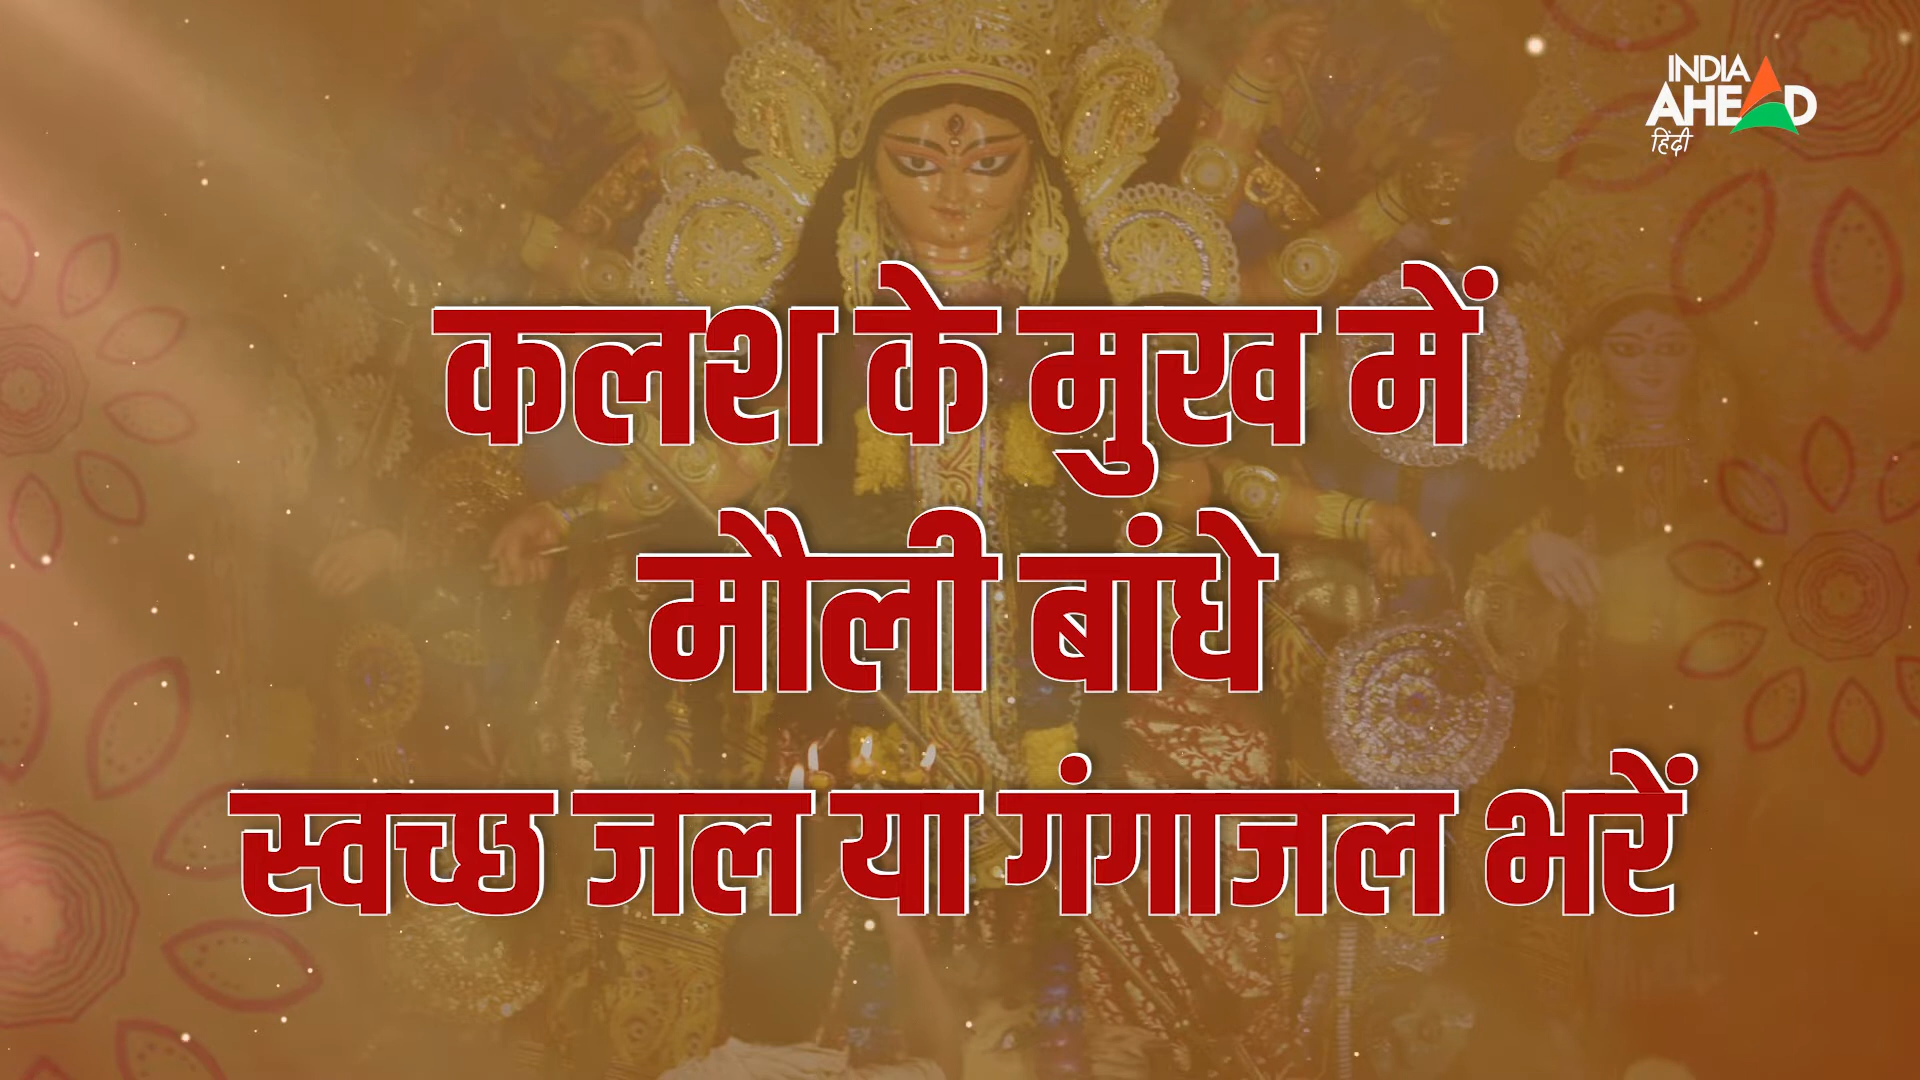 INDIA
AHEAD
हिंदी
कलश के मुख में
मौली बांधे
स्वच्छ जल या गंगाजल भरें